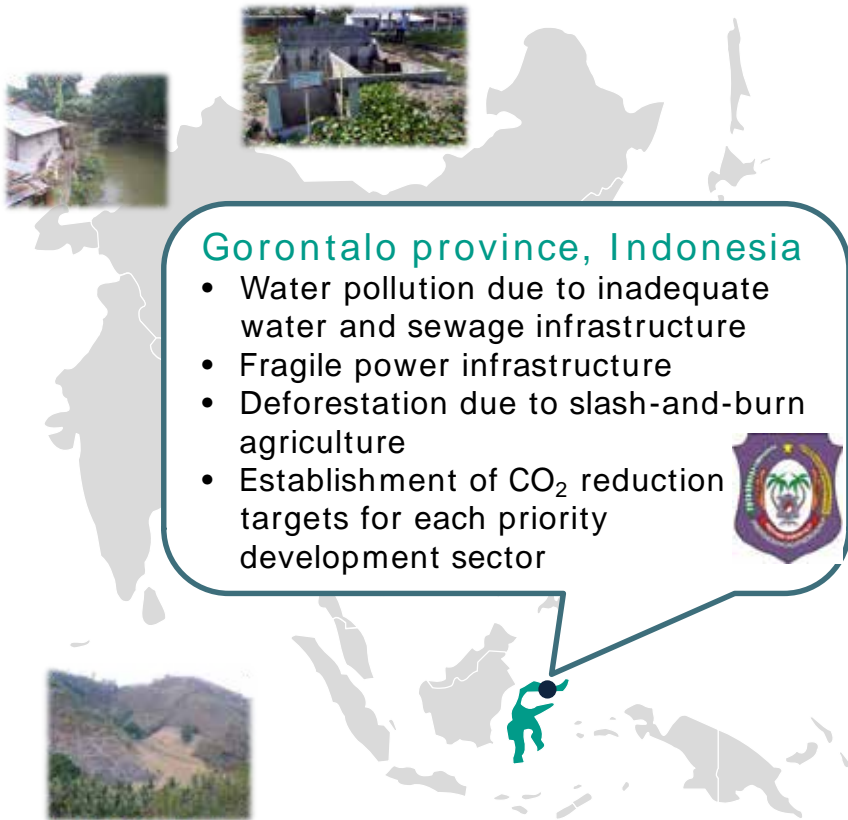 Gorontalo province, Indonesia
• Water pollution due to inadequate
water and sewage infrastructure
• Fragile power infrastructure
• Deforestation due to slash-and-burn
agriculture
• Establishment of CO₂ reduction
targets for each priority
development sector